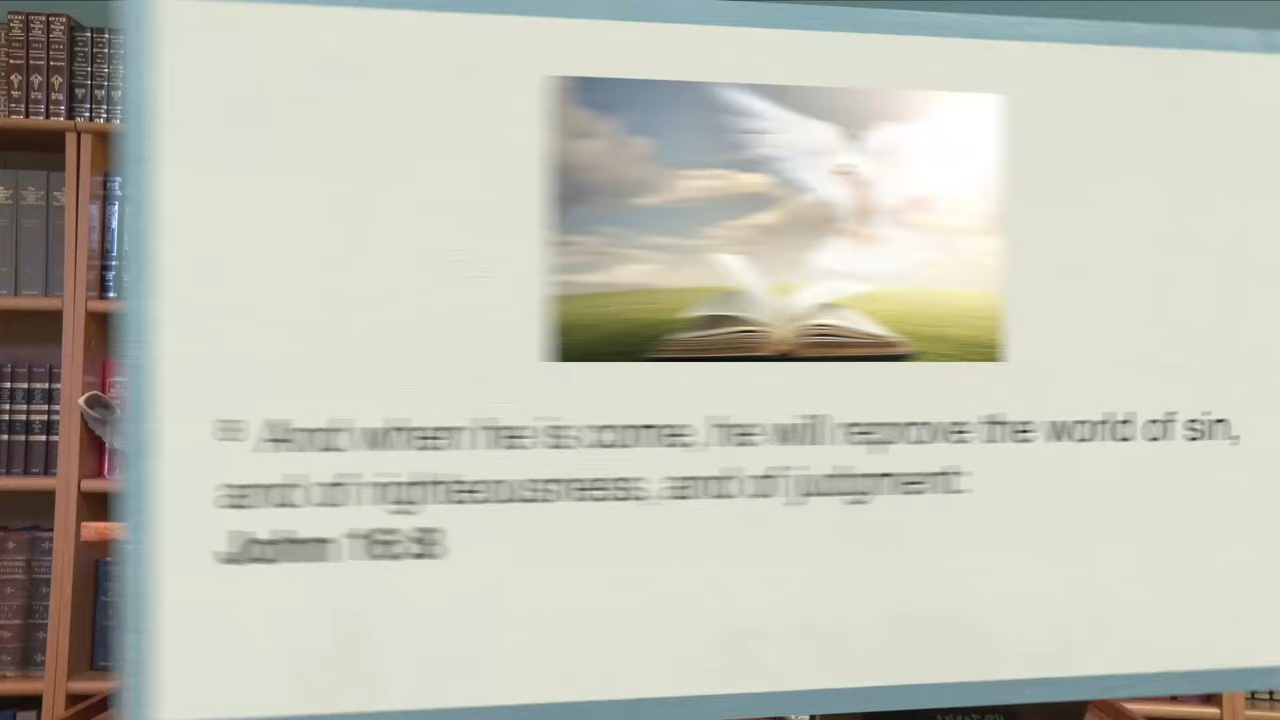 And when he is come, he will reprove the world of sin,
and of righteousness, and of judgment:
John 16:8